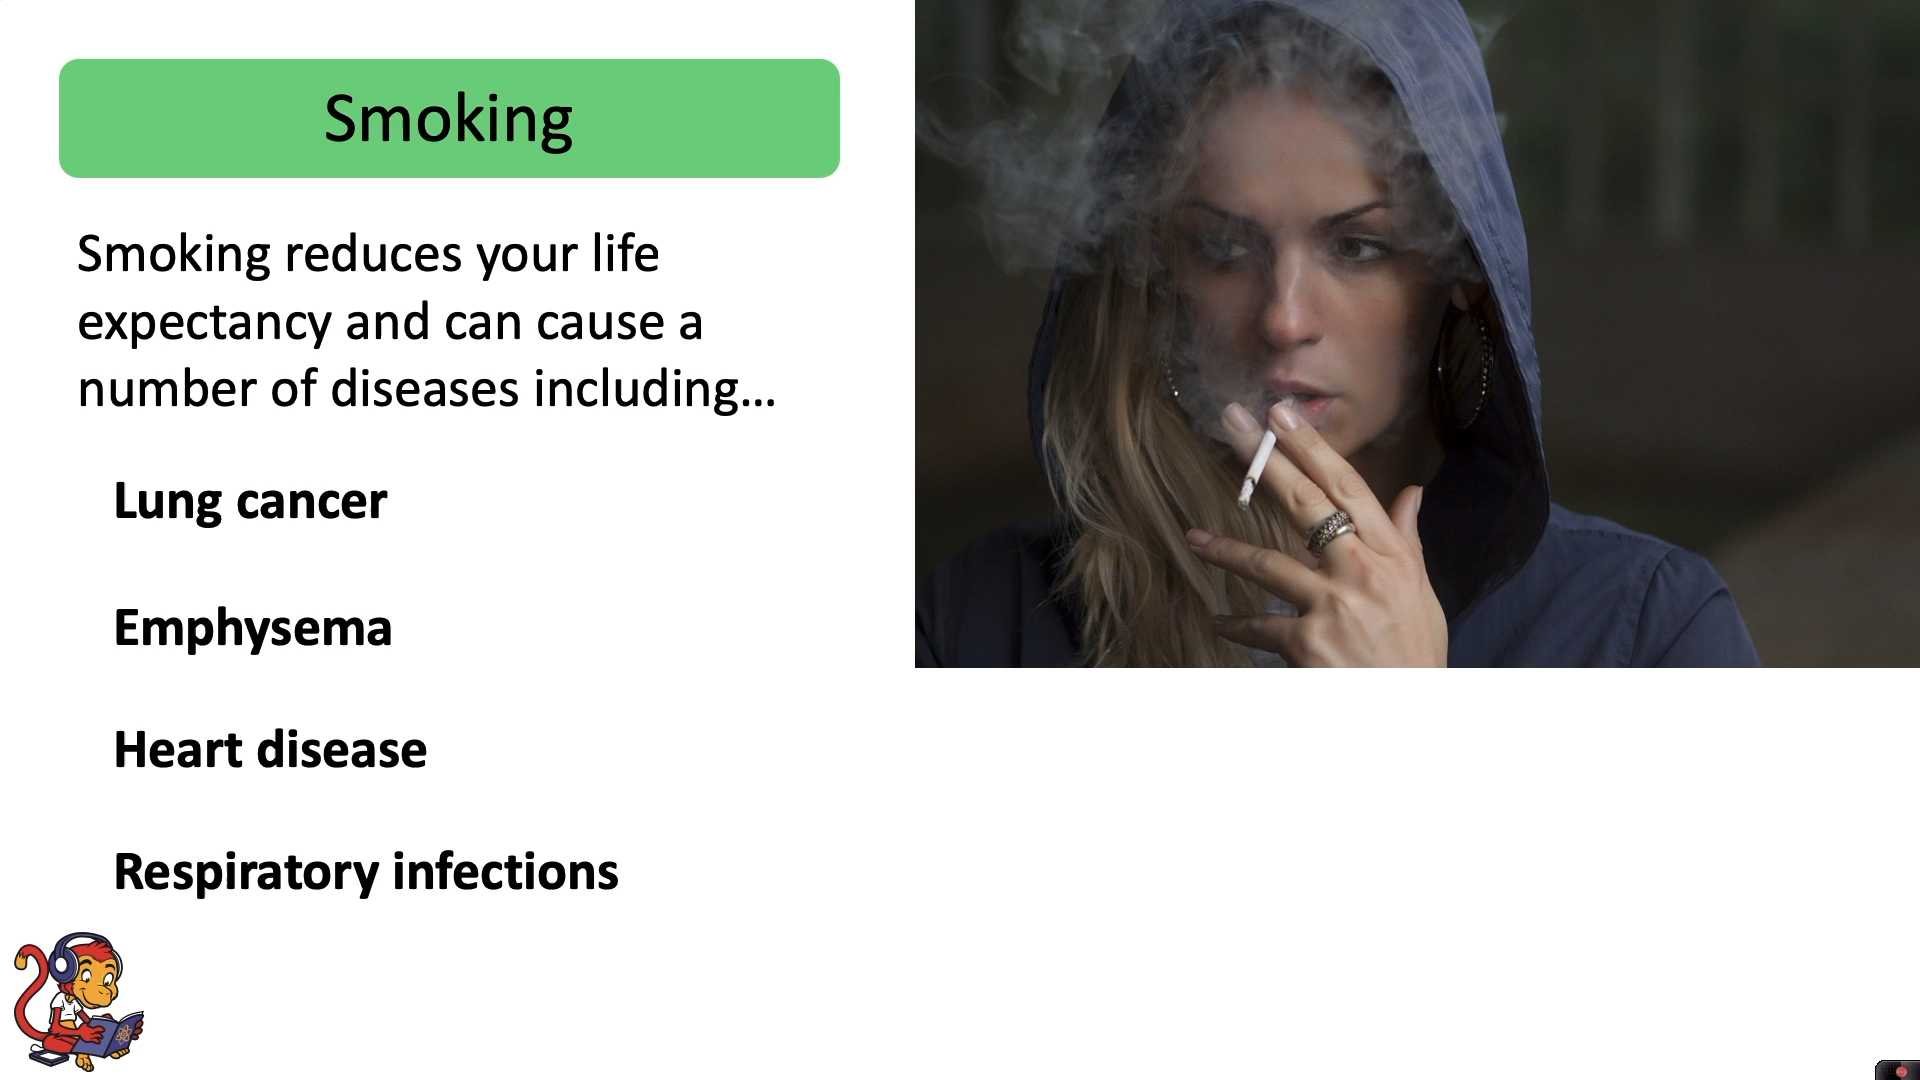 Smoking
Smoking reduces your life
expectancy and can cause a
number of diseases including...
Lung cancer
Emphysema
Heart disease
Respiratory infections